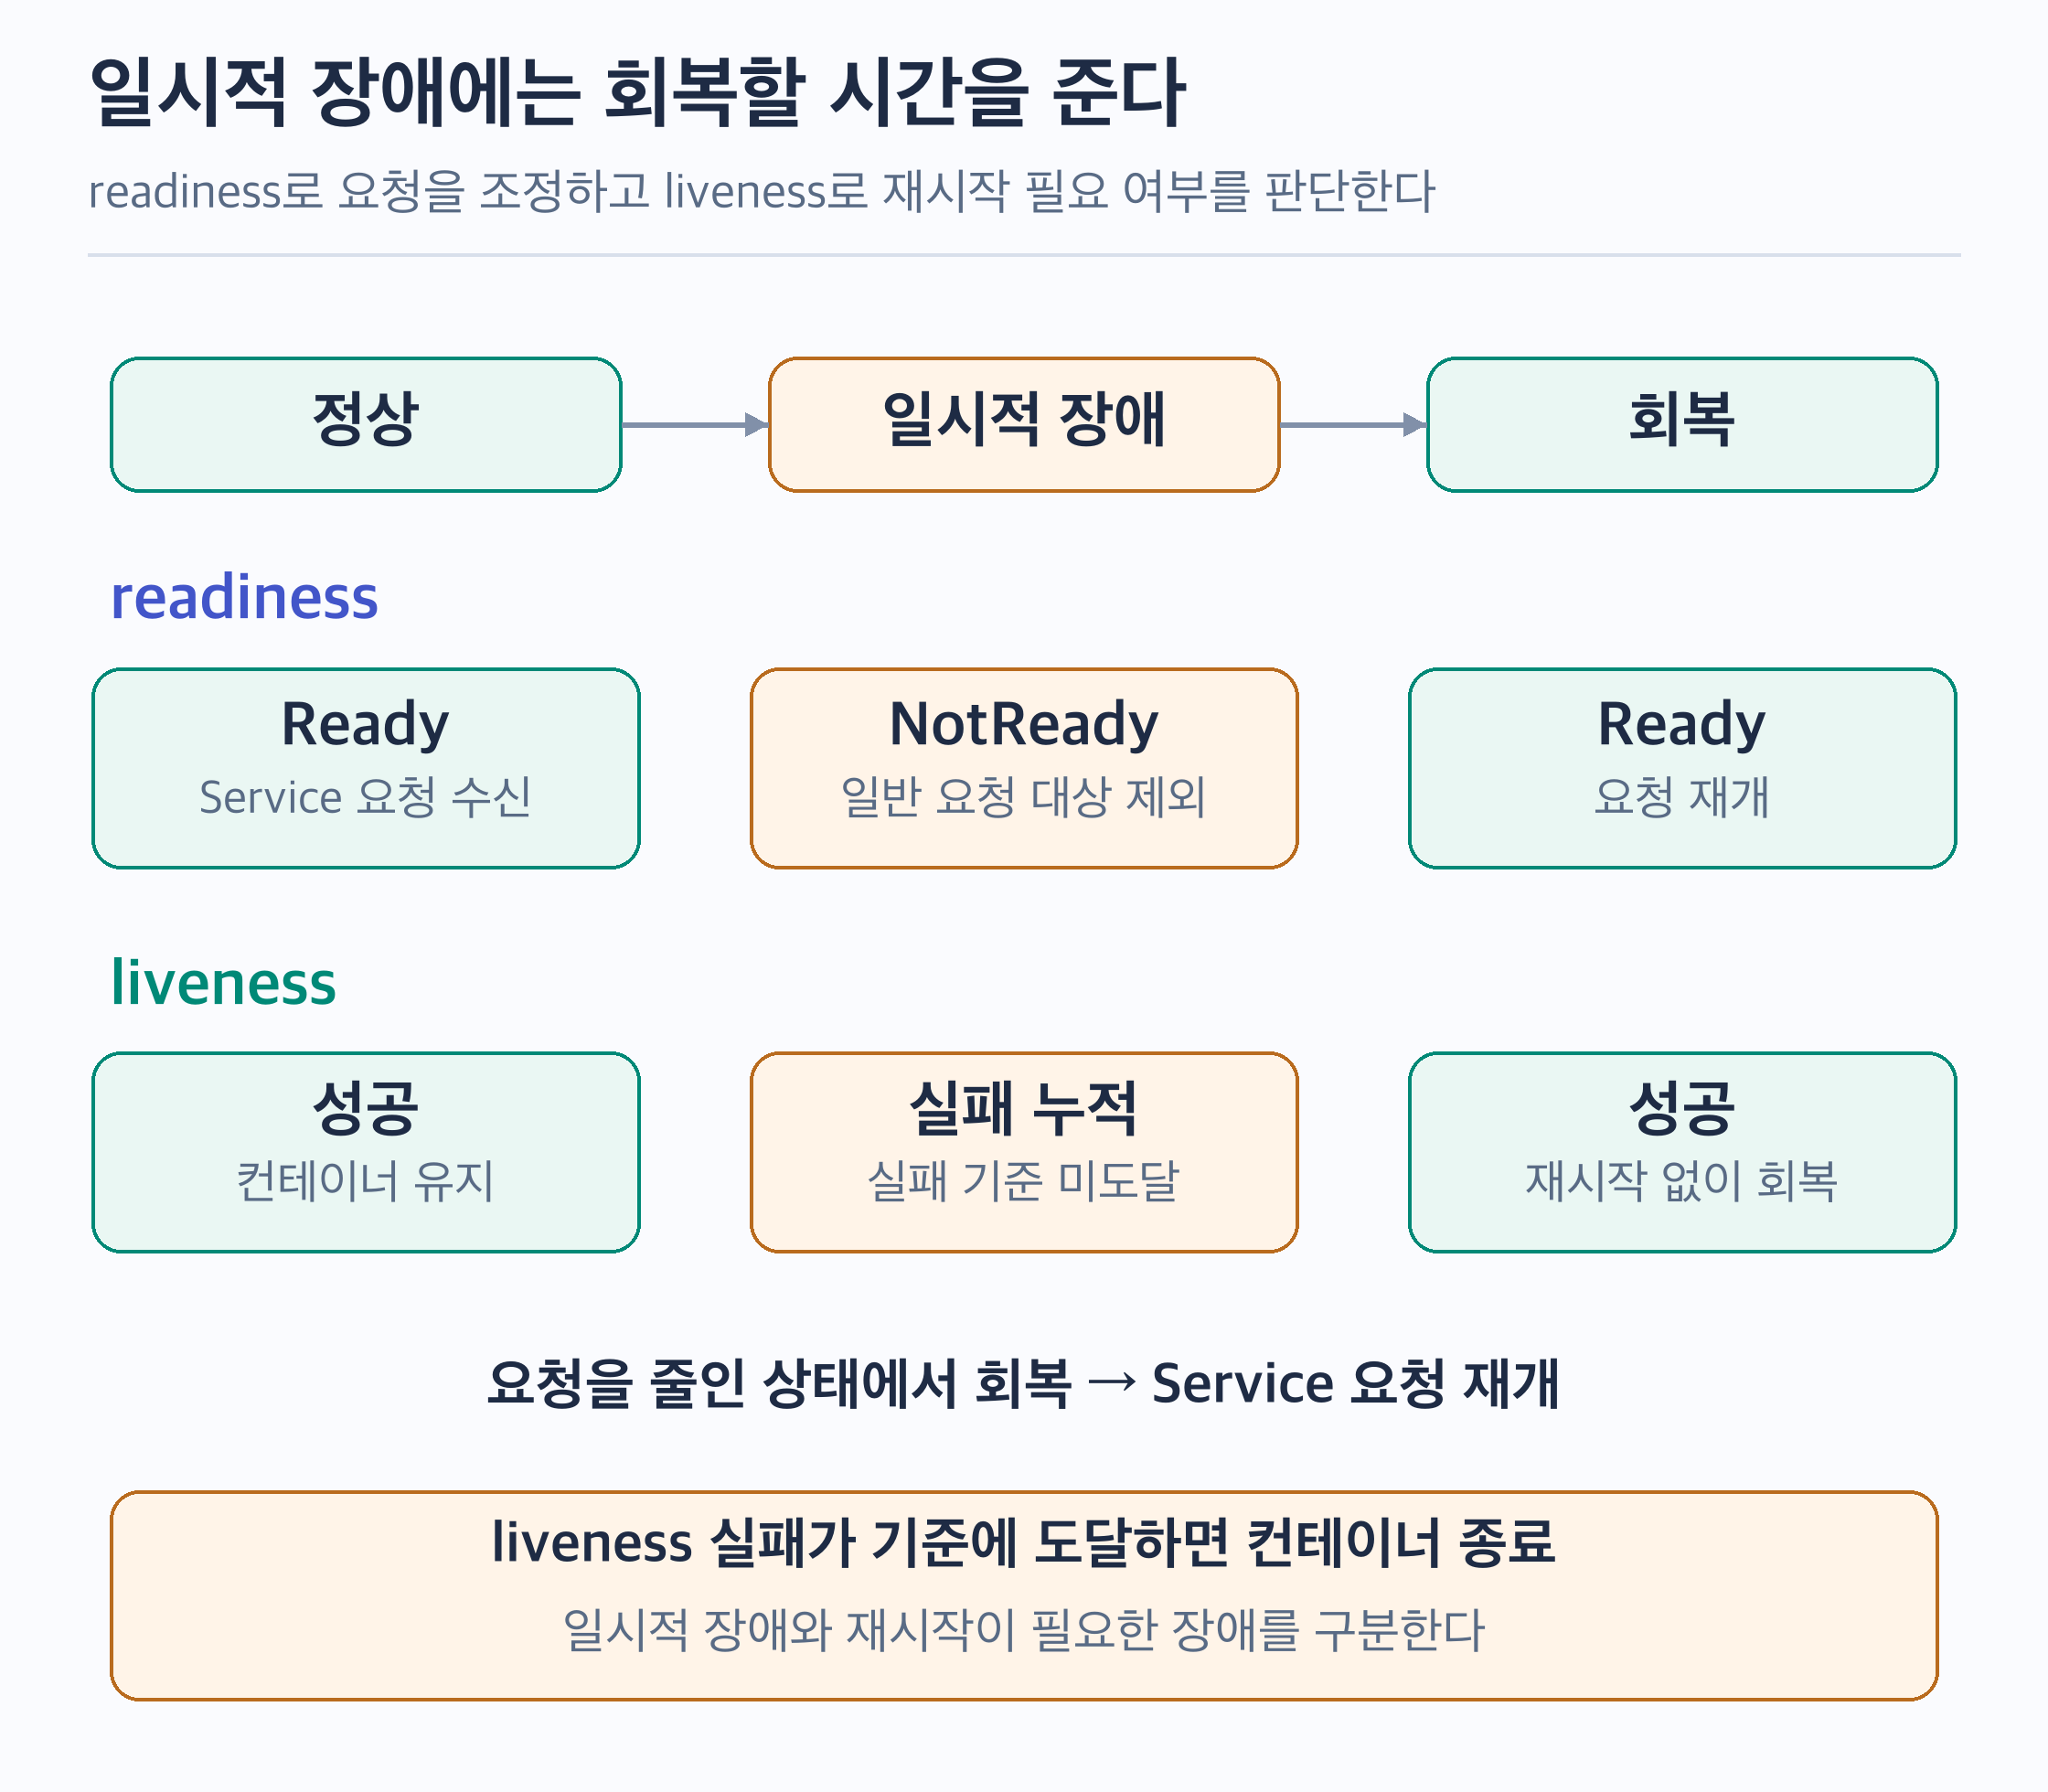 일시적 장애에는 회복할 시간을 준다
readiness로 요청을 조정하고 liveness로 재시작 필요 여부를 판단한다
정상
일시적 장애
회복
readiness
Ready
Service 요청 수신
NotReady
일반 요청 대상 제외
Ready
요청 재개
liveness
성공
컨테이너 유지
실패 누적
실패 기준 미도달
성공
재시작 없이 회복
요청을 줄인 상태에서 회복 → Service 요청 재개
liveness 실패가 기준에 도달하면 컨테이너 종료
일시적 장애와 재시작이 필요한 장애를 구분한다